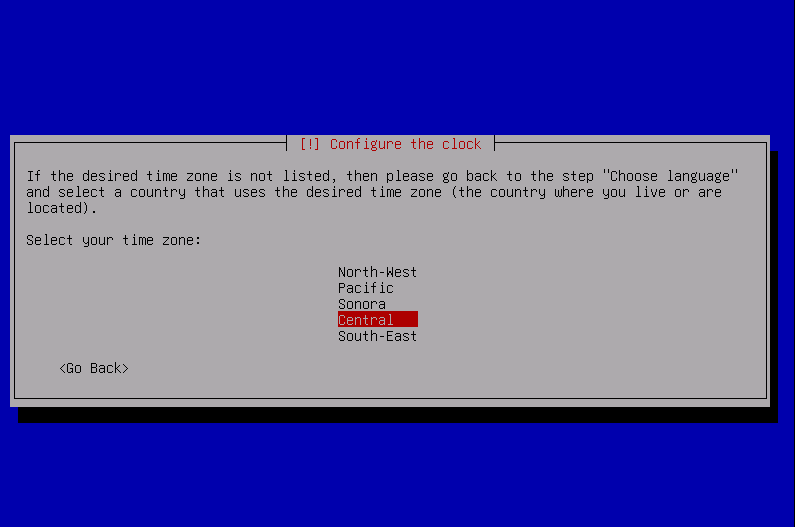 [!] Configure the clock
If the desired time zone is not listed, then please go back to the step "Choose language"
and select a country that uses the desired time zone (the country where you live or are
located).
Select your time zone:
North-West
Pacific
Sonora
Central
South-East
<Go Back>